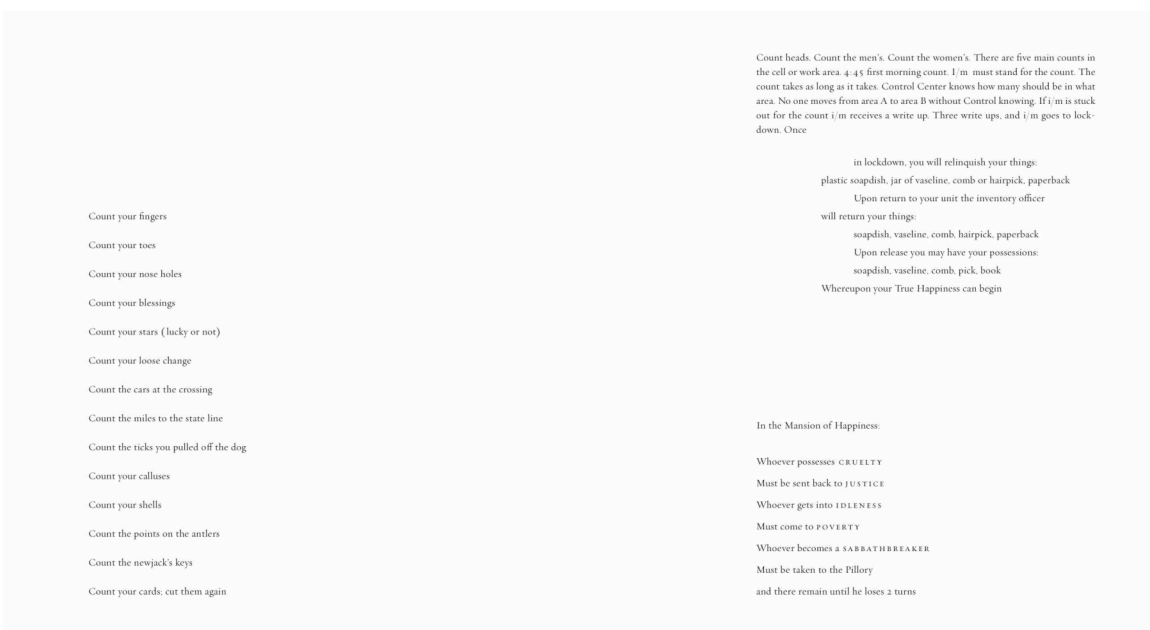 Count your fingers
Count your toes
Count your nose holes
Count your blessings
Count your stars (lucky or not)
Count your loose change
Count the cars at the crossing
Count the miles to the state line
Count the ticks you pulled off the dog
Count your calluses
Count your shells
Count the points on the antlers
Count the newjack's keys
Count your cards; cut them again
Count heads. Count the men's. Count the women's. There are five main counts in
the cell or work area. 4:45 first morning count. I/m must stand for the count. The
count takes as long as it takes. Control Center knows how many should be in what
area. No one moves from area A to area B without Control knowing. If i/m is stuck
out for the count i/m receives a write up. Three write ups, and i/m goes to lock-
down. Once
in lockdown, you will relinquish your things:
plastic soapdish, jar of vaseline, comb or hairpick, paperback
Upon return to your unit the inventory officer
will return your things:
soapdish, vaseline, comb, hairpick, paperback
Upon release you may have your possessions:
soapdish, vaseline, comb, pick, book
Whereupon your True Happiness can begin
In the Mansion of Happiness:
Whoever possesses CRUELTY
Must be sent back to JUSTICE
Whoever gets into IDLENESS
Must come to POVERTY
Whoever becomes a SABBATHBREAKER
Must be taken to the Pillory
and there remain until he loses 2 turns